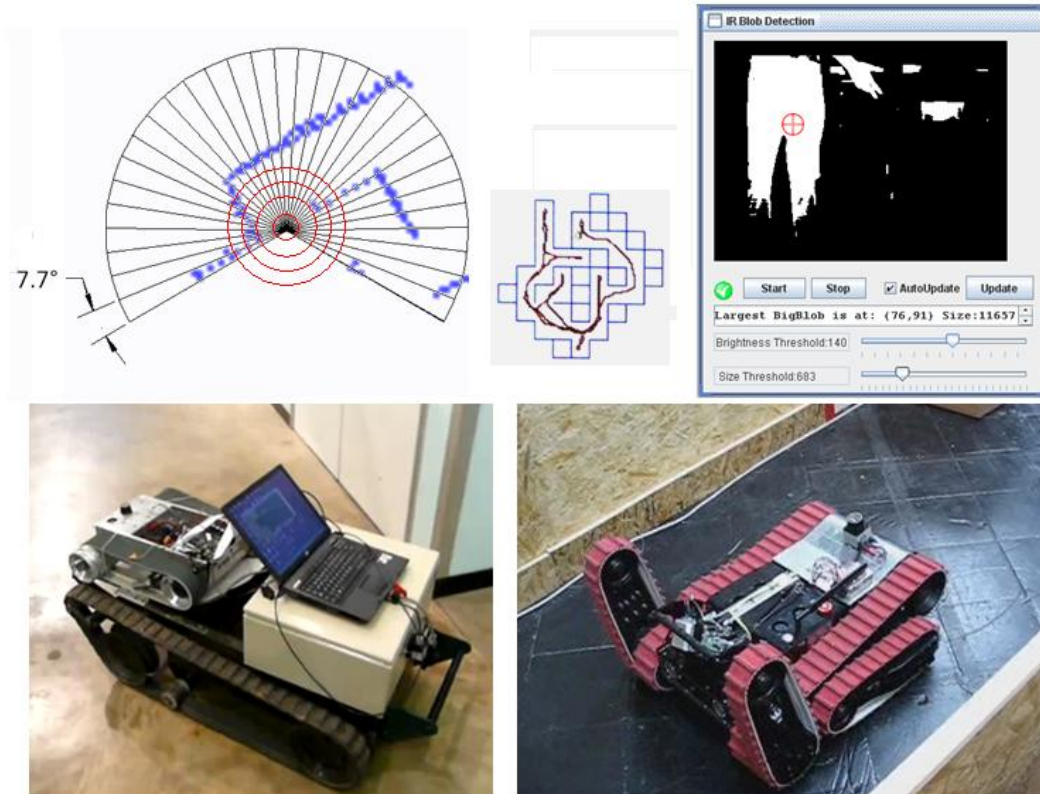 7.7°
IR Blob Detection
Start
Stop
AutoUpdate
Update
Largest BigBlob is at: {76,91} Size:11657
Brightness Threshold:140
Size Threshold:683